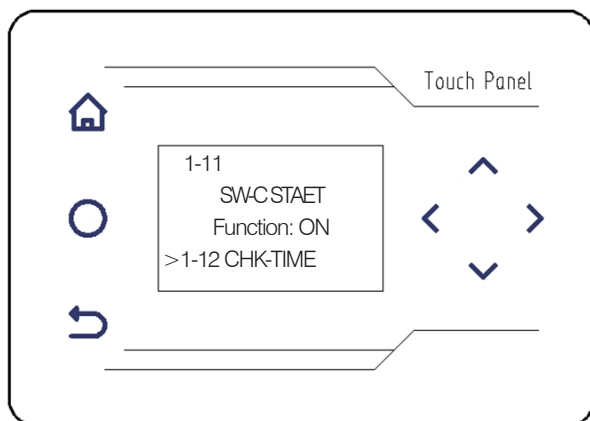 Touch Panel
1-11
SW-C STAET
Function: ON
>1-12 CHK-TIME